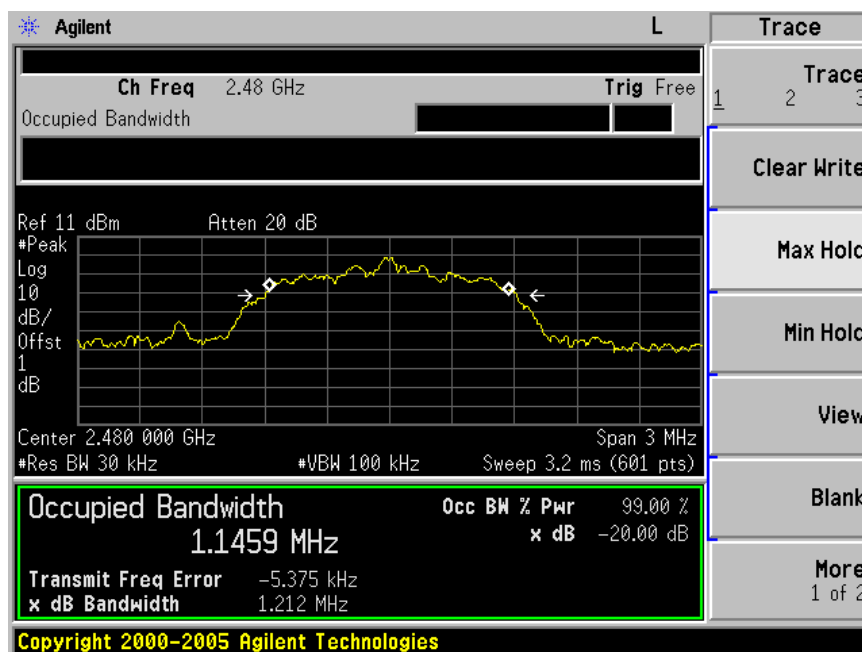 Agilent
L
Trace
Ch Freq 2.48 GHz
Trig Free
Occupied Bandwidth
Trace
1 2 3
Clear Write
Max Hold
Min Hold
View
Blank
More
1 of 2
Ref 11 dBm
Atten 20 dB
#Peak
Log
10
dB/
Offst
1
dB
Center 2.480 000 GHz
Span 3 MHz
#Res BW 30 kHz
#VBW 100 kHz
Sweep 3.2 ms (601 pts)
Occupied Bandwidth
1.1459 MHz
Occ BW % Pwr 99.00 %
x dB -20.00 dB
Transmit Freq Error -5.375 kHz
x dB Bandwidth 1.212 MHz
Copyright 2000-2005 Agilent Technologies